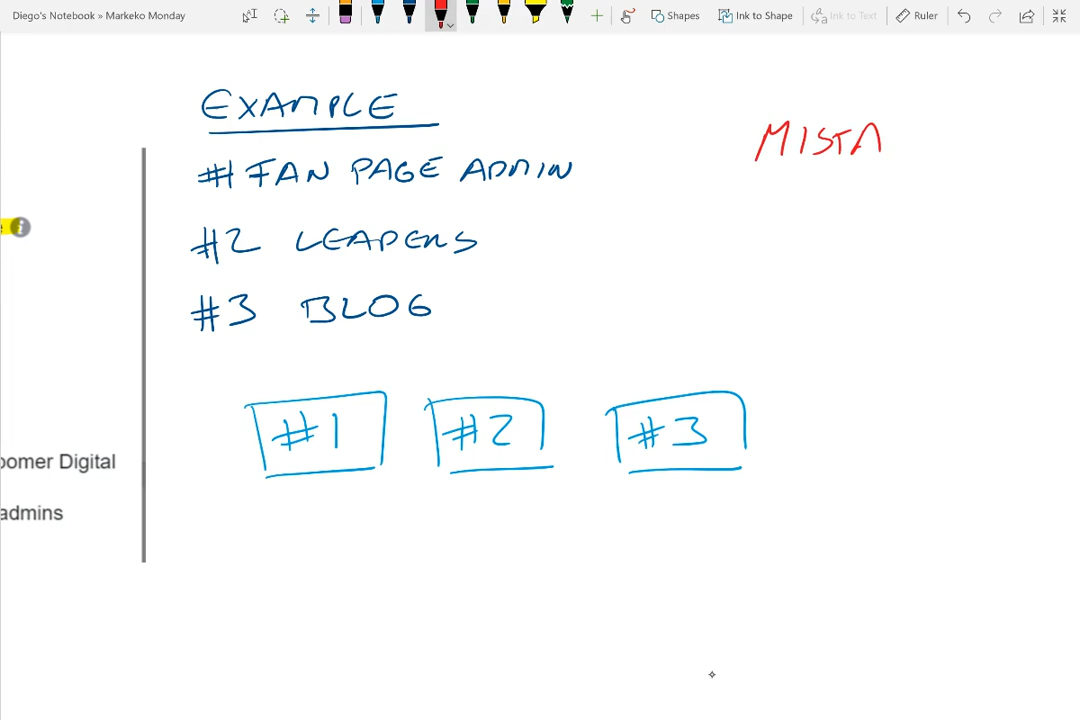 Diego's Notebook » Markeko Monday
Shapes
Ink to Shape
Ink to Text
Ruler
EXAMPLE
MISTA
#1 FAN PAGE ADMIN
#2 LEADERS
#3 BLOG
#1 #2 #3
oomer Digital
admins